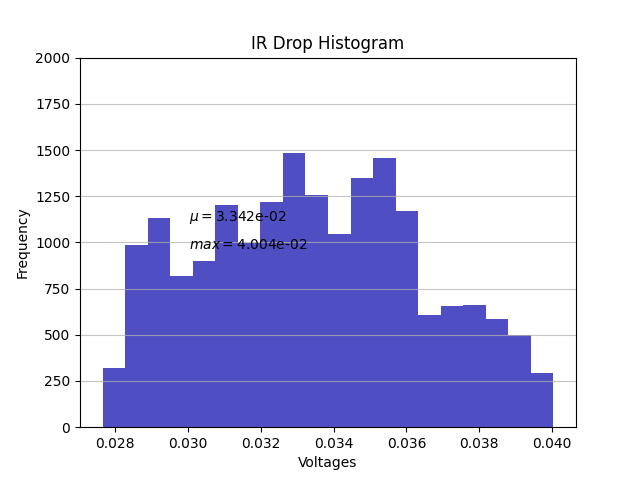 IR Drop Histogram
2000
1750
1500
1250
1000
750
500
250
0
Frequency
μ = 3.342e-02
max = 4.004e-02
0.028 0.030 0.032 0.034 0.036 0.038 0.040
Voltages